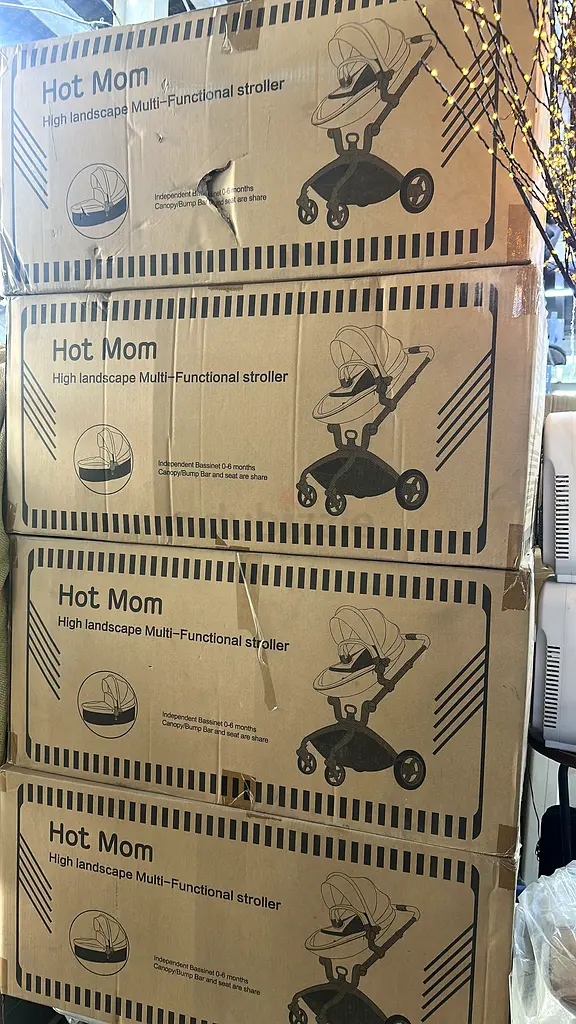 Hot Mom
High landscape Multi-Functional stroller
Independent Bassinet 0-6 months
Canopy/Bump Bar and seat are share
Hot Mom
High landscape Multi-Functional stroller
Independent Bassinet 0-6 months
Canopy/Bump Bar and seat are share
Hot Mom
High landscape Multi-Functional stroller
Independent Bassinet 0-6 months
Canopy/Bump Bar and seat are share
Hot Mom
High landscape Multi-Functional stroller
Independent Bassinet 0-6 months
Canopy/Bump Bar and seat are share